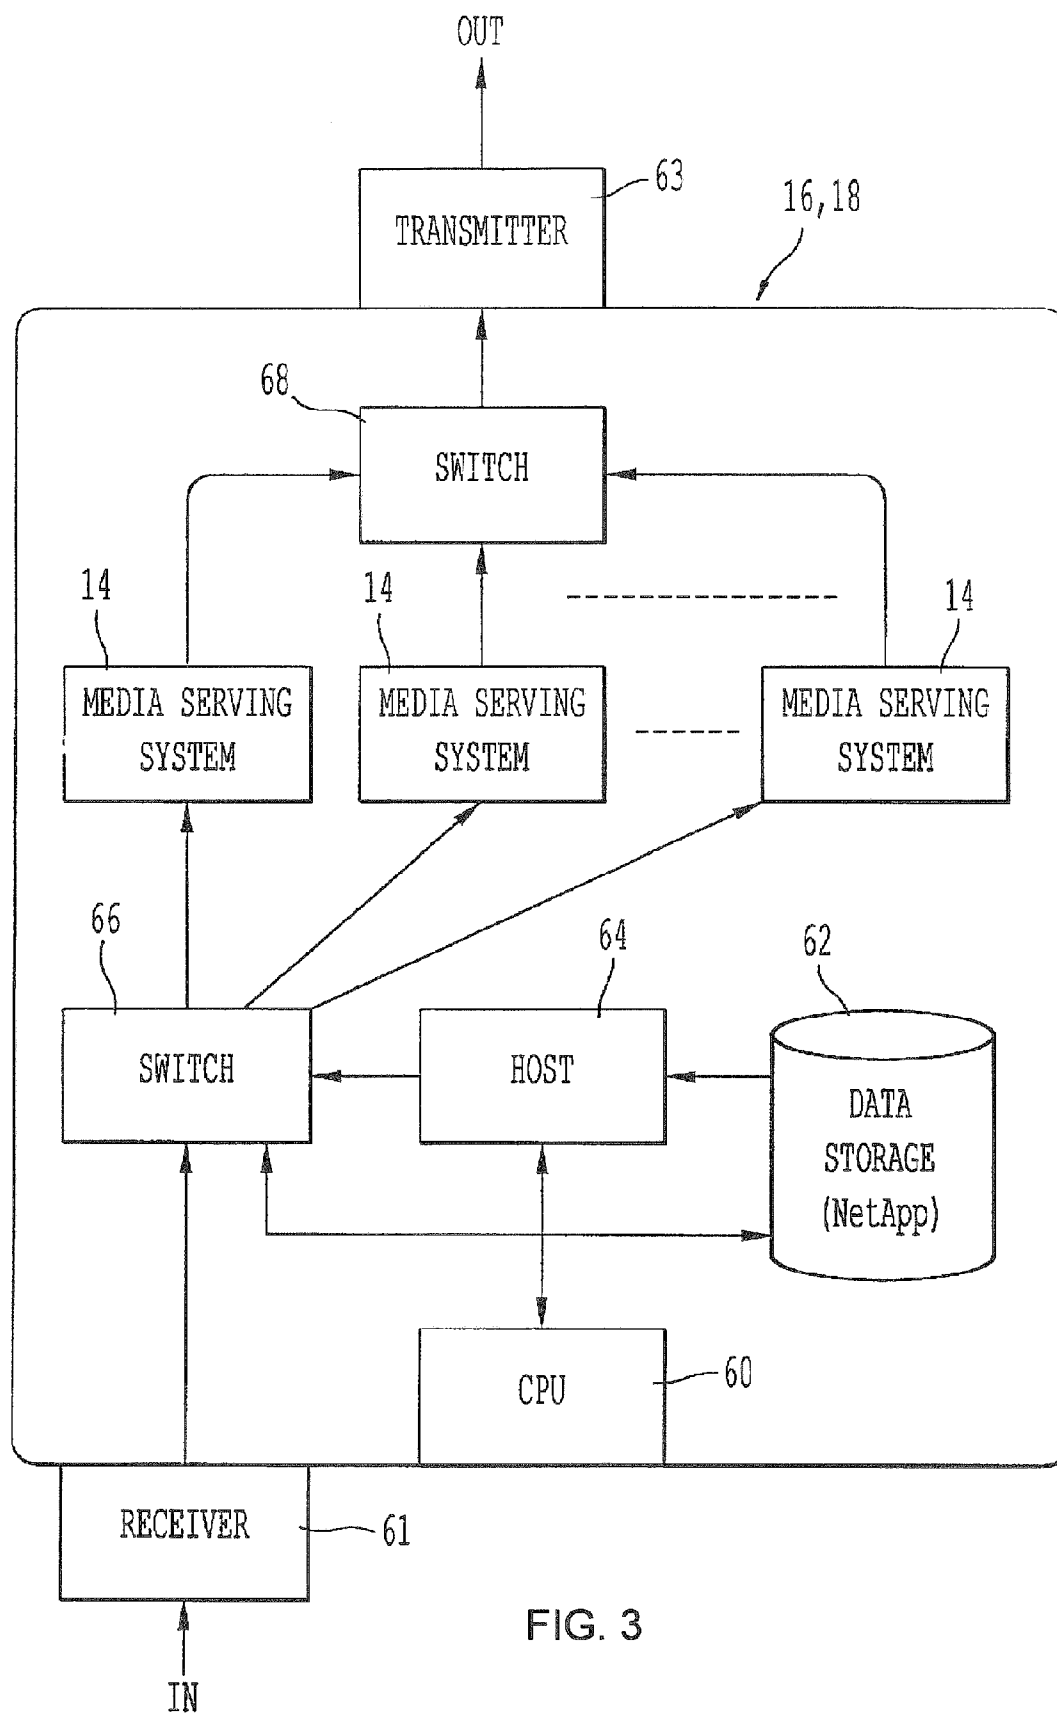 OUT
63
TRANSMITTER
16,18
68
SWITCH
14
14
14
MEDIA SERVING
SYSTEM
MEDIA SERVING
SYSTEM
MEDIA SERVING
SYSTEM
66
64
62
SWITCH
HOST
DATA
STORAGE
(NetApp)
CPU
60
RECEIVER
61
FIG. 3
IN